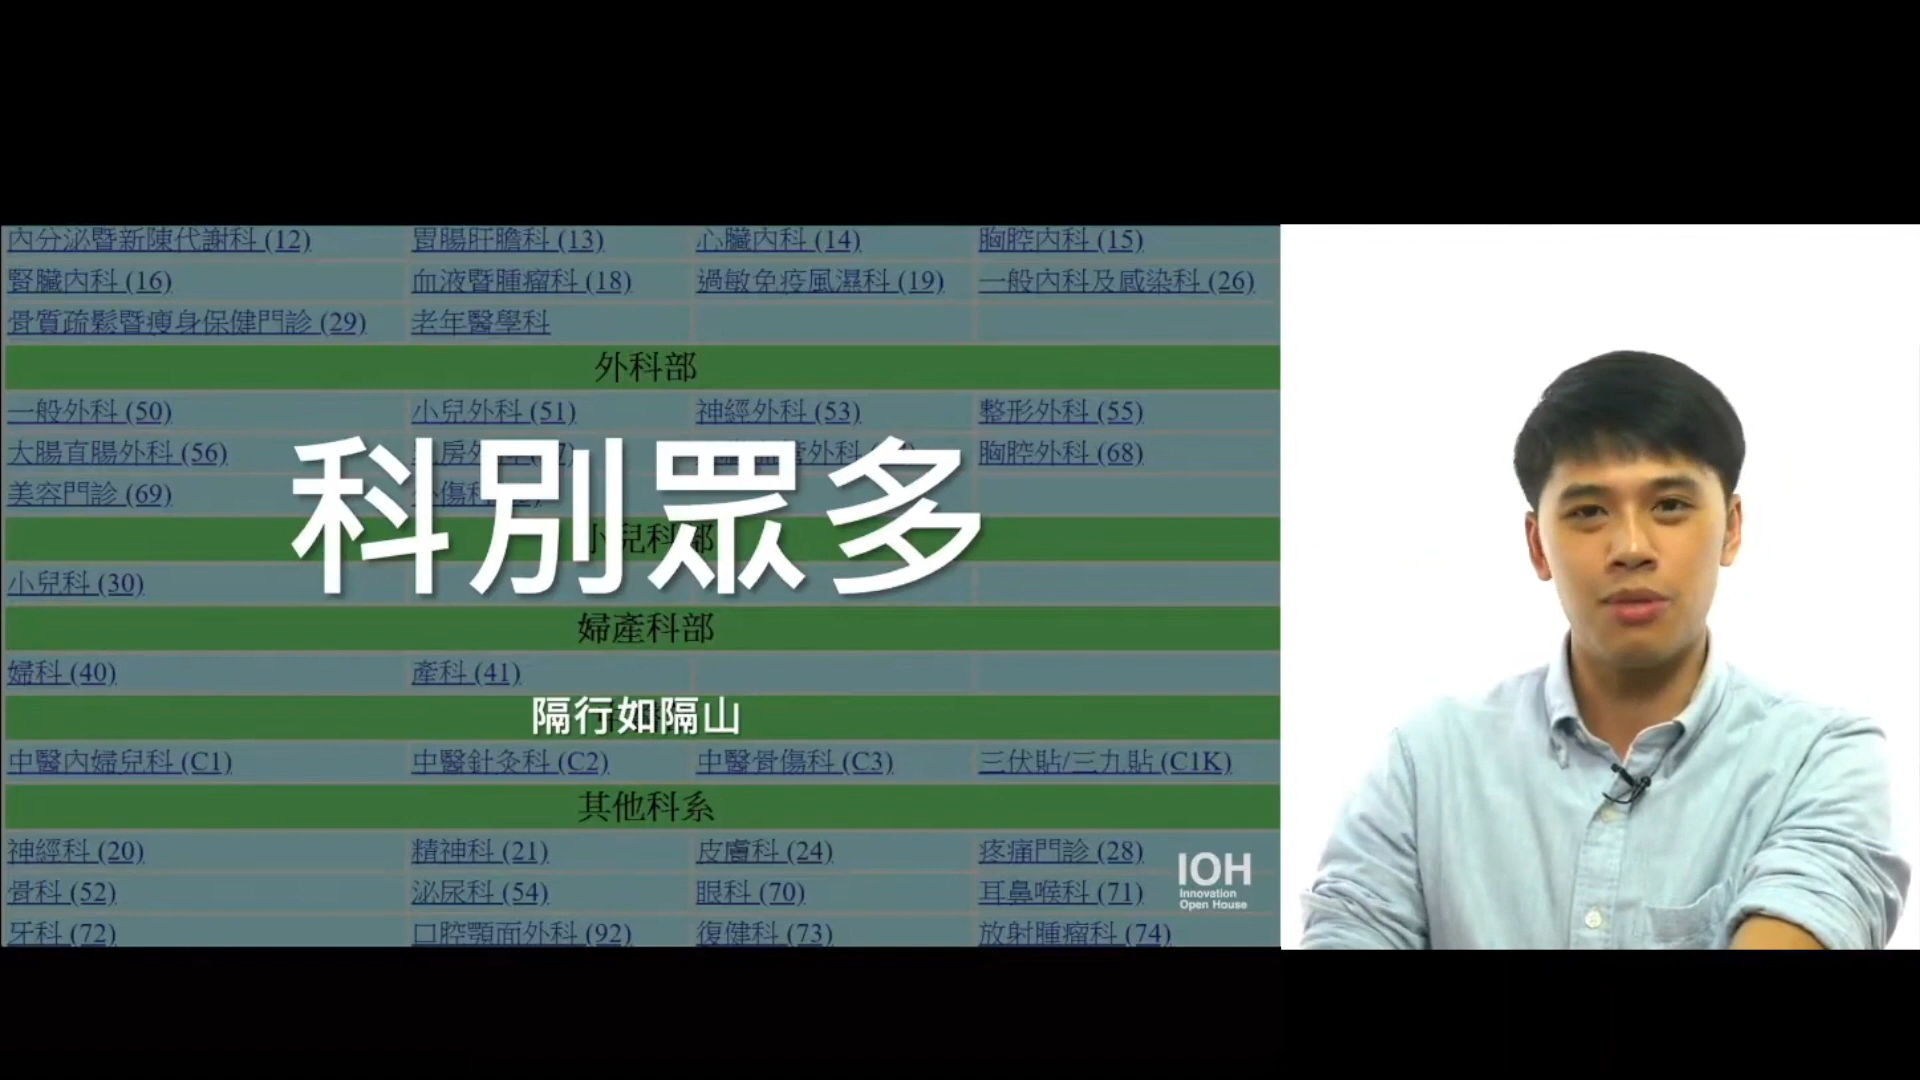 內分泌暨新陳代謝科 (12) 胃腸肝膽科 (13) 心臟內科 (14) 胸腔內科 (15)
腎臟內科 (16) 血液暨腫瘤科 (18) 過敏免疫風濕科 (19) 一般內科及感染科 (26)
骨質疏鬆暨瘦身保健門診 (29) 老年醫學科
外科部
一般外科 (50) 小兒外科 (51) 神經外科 (53) 整形外科 (55)
大腸直腸外科 (56) 胸腔外科 (68)
美容門診 (69)
科別眾多
小兒科部
小兒科 (30)
婦產科部
婦科 (40) 產科 (41)
隔行如隔山
中醫內婦兒科 (C1) 中醫針灸科 (C2) 中醫骨傷科 (C3) 三伏貼/三九貼 (C1K)
其他科系
神經科 (20) 精神科 (21) 皮膚科 (24) 疼痛門診 (28)
骨科 (52) 泌尿科 (54) 眼科 (70) 耳鼻喉科 (71)
牙科 (72) 口腔顎面外科 (92) 復健科 (73) 放射腫瘤科 (74)
IOH
Innovation
Open House